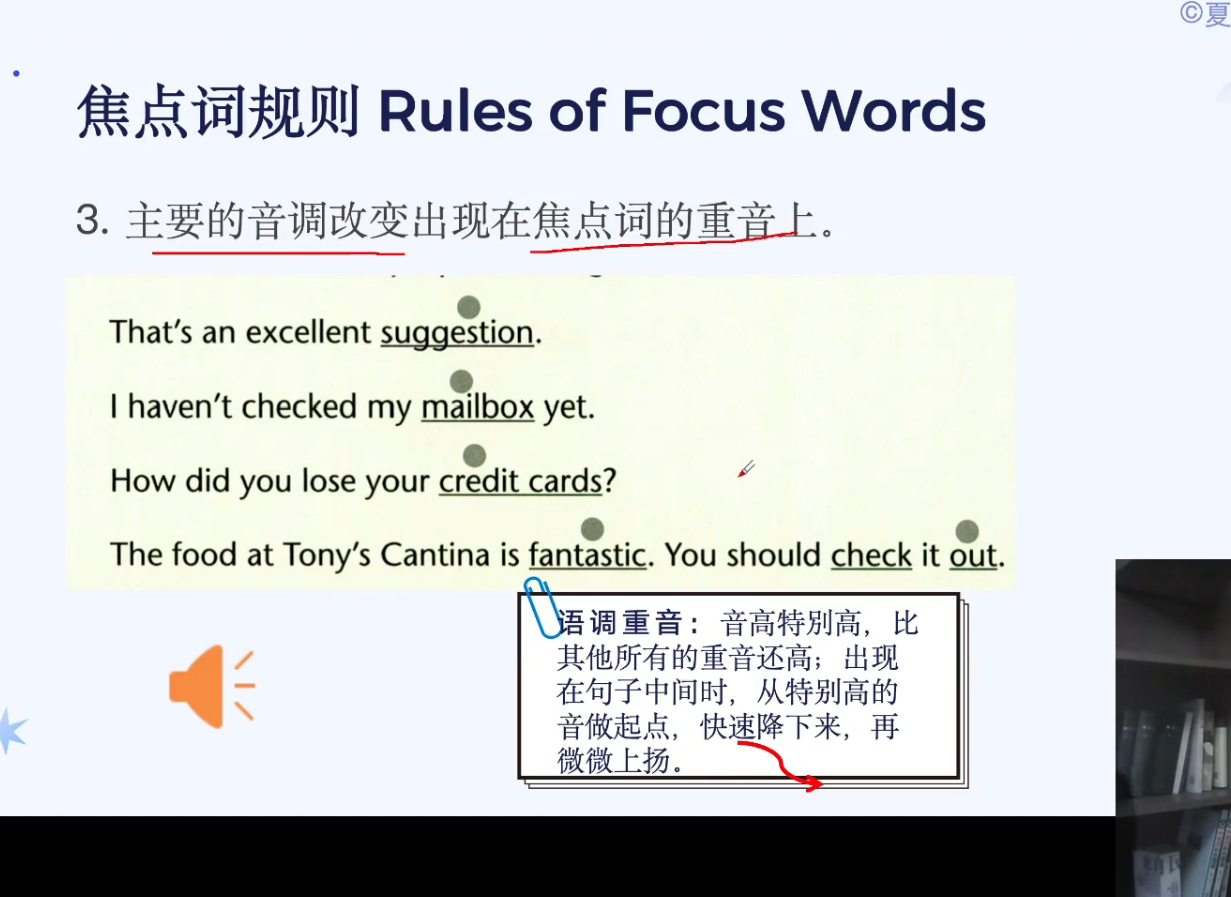 ©夏
焦点词规则 Rules of Focus Words
3. 主要的音调改变出现在焦点词的重音上。
That's an excellent suggestion.
I haven't checked my mailbox yet.
How did you lose your credit cards?
The food at Tony's Cantina is fantastic. You should check it out.
语调重音：音高特别高，比
其他所有的重音还高；出现
在句子中间时，从特别高的
音做起点，快速降下来，再
微微上扬。